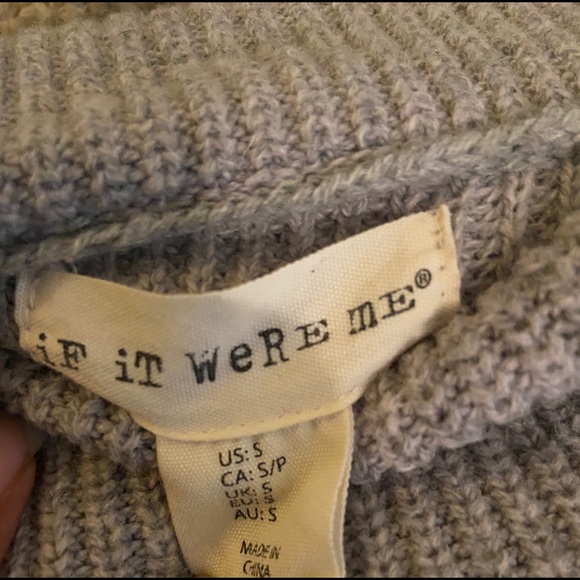 iF iT WeRE mE®
US: S
CA: S/P
UK: S
EU: S
AU: S
MADE IN
CHINA